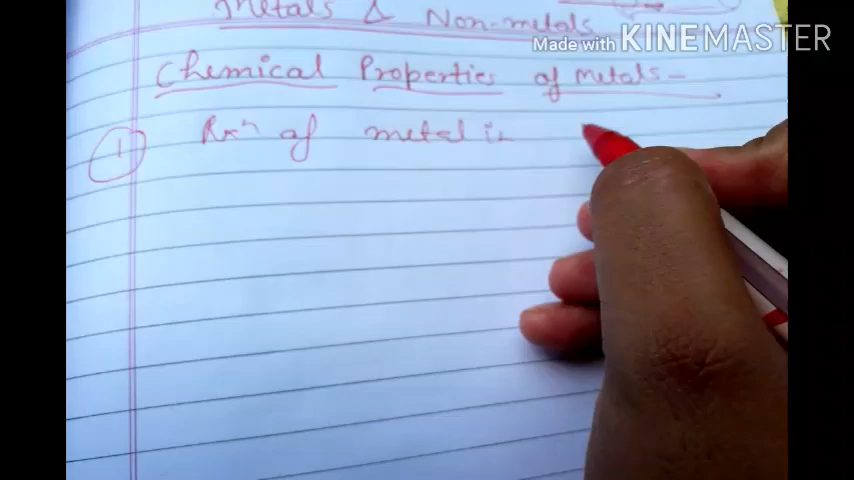 Metals & Non-metals
Made with KINEMASTER
Chemical Properties of metals-
① Rxⁿ of metal in